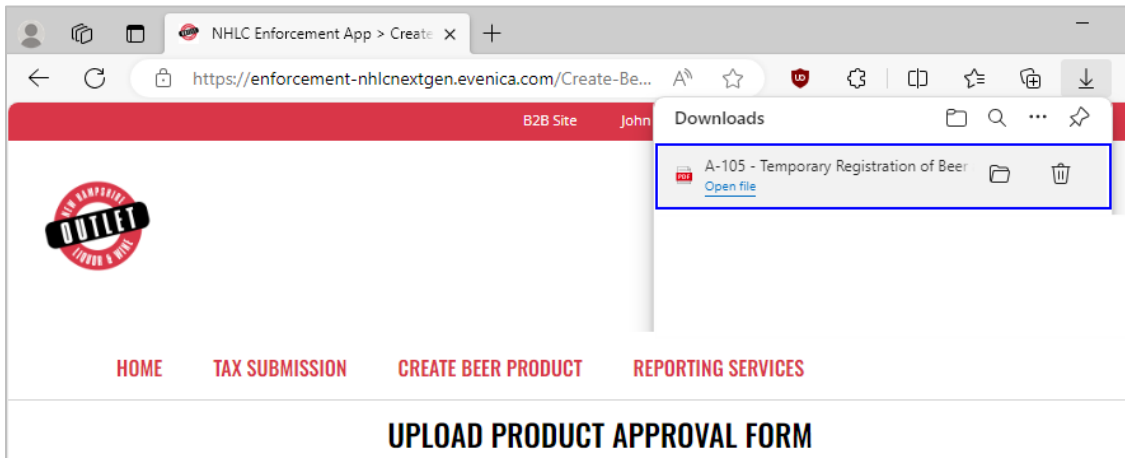 NHLC Enforcement App > Create
https://enforcement-nhlcnextgen.evenica.com/Create-Be...
B2B Site John
Downloads
A-105 - Temporary Registration of Beer
PDF
Open file
NEW HAMPSHIRE
OUTLET
LIQUOR & WINE
HOME TAX SUBMISSION CREATE BEER PRODUCT REPORTING SERVICES
UPLOAD PRODUCT APPROVAL FORM